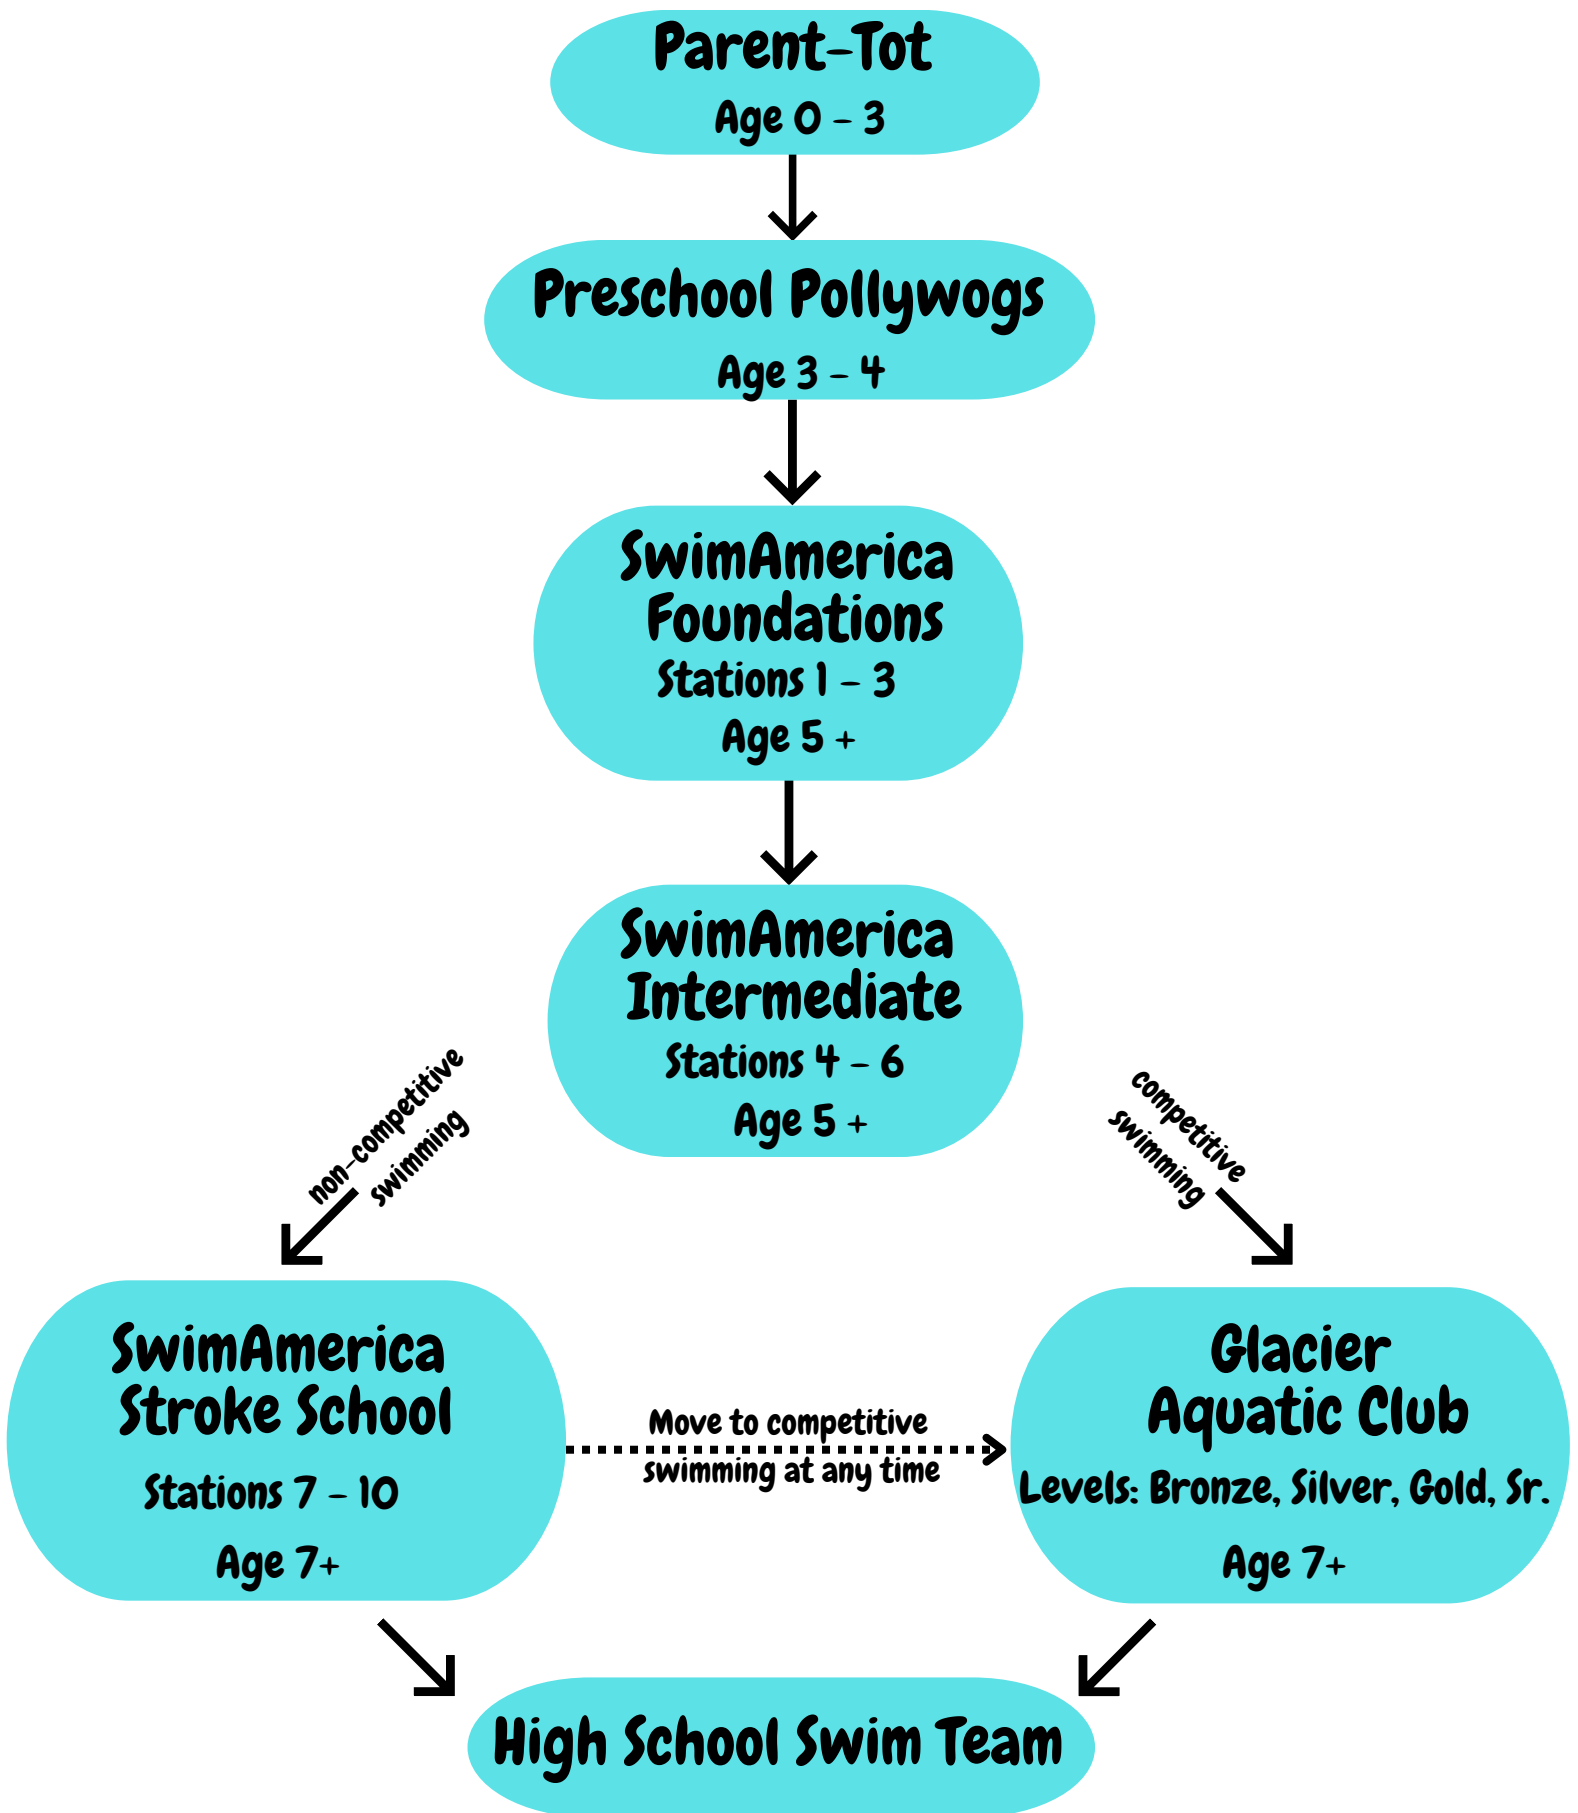 Parent-Tot
Age 0 - 3
Preschool Pollywogs
Age 3 - 4
SwimAmerica
Foundations
Stations 1 - 3
Age 5 +
SwimAmerica
Intermediate
Stations 4 - 6
Age 5 +
non-competitive
swimming
competitive
swimming
SwimAmerica
Stroke School
Stations 7 - 10
Age 7+
Move to competitive
swimming at any time
Glacier
Aquatic Club
Levels: Bronze, Silver, Gold, Sr.
Age 7+
High School Swim Team